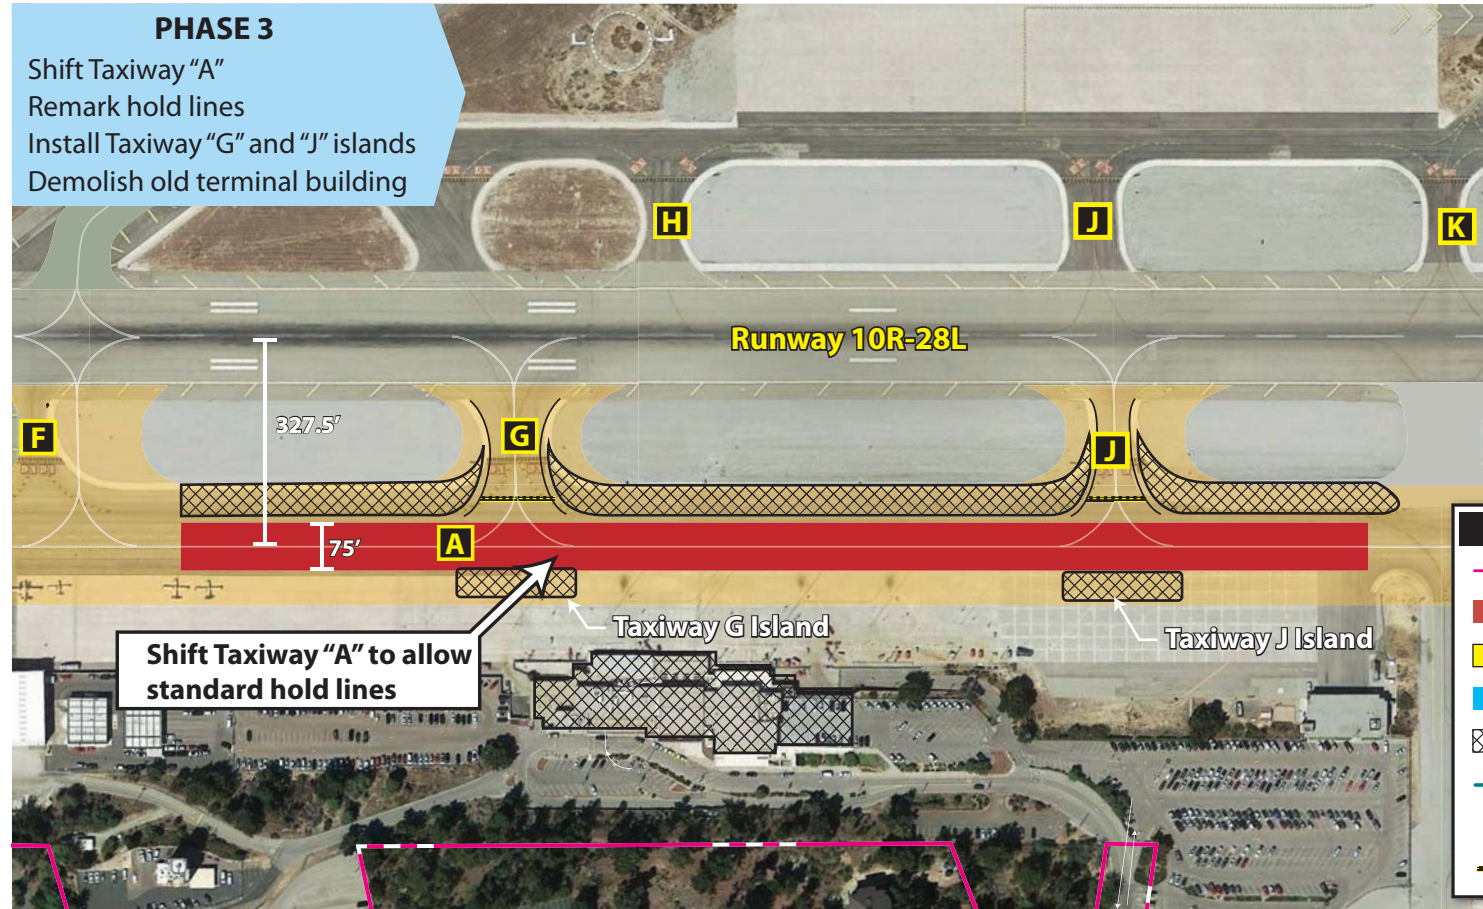 PHASE 3
Shift Taxiway “A”
Remark hold lines
Install Taxiway “G” and “J” islands
Demolish old terminal building
H
J
K
Runway 10R-28L
327.5’
F
G
J
A
75’
Taxiway G Island
Taxiway J Island
Shift Taxiway “A” to allow
standard hold lines